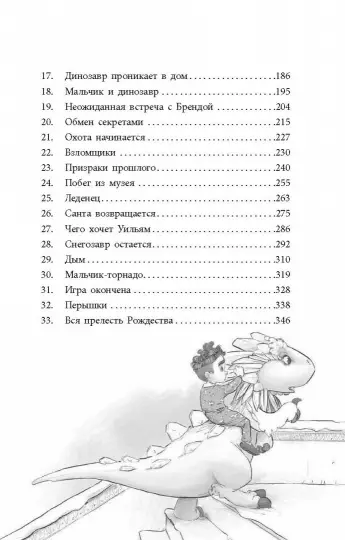 17. Динозавр проникает в дом....................186
18. Мальчик и динозавр.........................195
19. Неожиданная встреча с Брендой..............204
20. Обмен секретами............................215
21. Охота начинается...........................227
22. Взломщики..................................230
23. Призраки прошлого..........................240
24. Побег из музея.............................255
25. Леденец....................................263
26. Санта возвращается.........................275
27. Чего хочет Уильям..........................286
28. Снегозавр остается.........................292
29. Дым........................................310
30. Мальчик-торнадо............................319
31. Игра окончена..............................328
32. Перышки....................................338
33. Вся прелесть Рождества.....................346